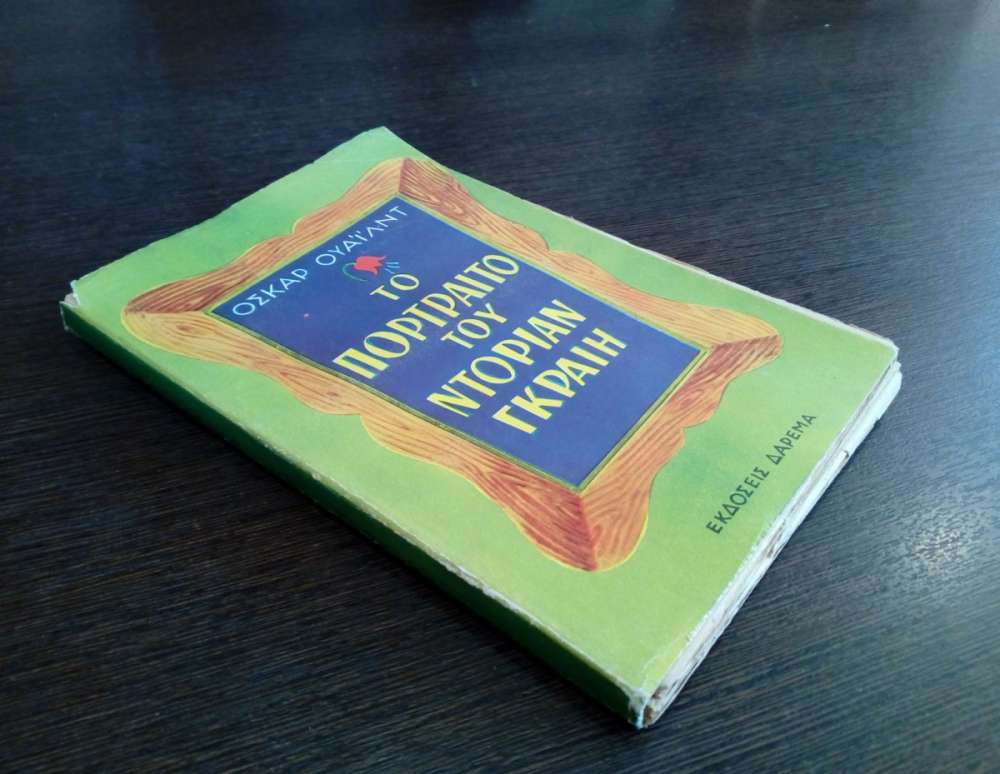 ΟΣΚΑΡ ΟΥΑΪΛΝΤ
ΤΟ
ΠΟΡΤΡΑΙΤΟ
ΤΟΥ
ΝΤΟΡΙΑΝ
ΓΚΡΑΙΗ
ΕΚΔΟΣΕΙΣ ΔΑΡΕΜΑ